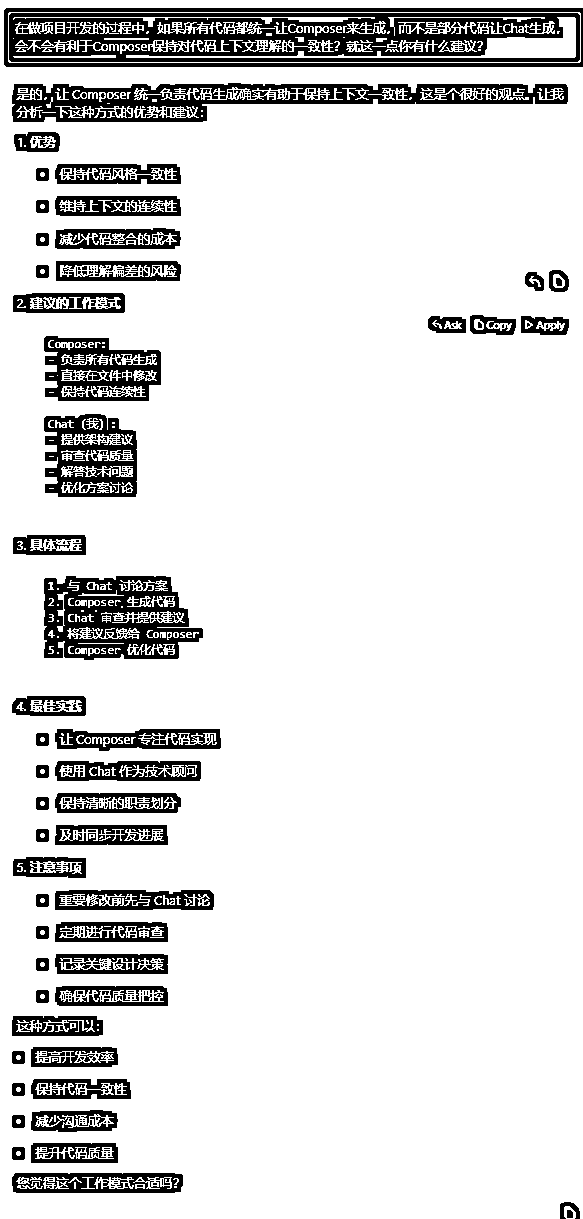 在做项目开发的过程中，如果所有代码都统一让Composer来生成，而不是部分代码让Chat生成，
会不会有利于Composer保持对代码上下文理解的一致性？就这一点你有什么建议？
是的，让 Composer 统一负责代码生成确实有助于保持上下文一致性，这是个很好的观点。让我
分析一下这种方式的优势和建议：
1. 优势
• 保持代码风格一致性
• 维持上下文的连续性
• 减少代码整合的成本
• 降低理解偏差的风险
2. 建议的工作模式
Ask Copy Apply
Composer:
- 负责所有代码生成
- 直接在文件中修改
- 保持代码连续性
Chat (我):
- 提供架构建议
- 审查代码质量
- 解答技术问题
- 优化方案讨论
3. 具体流程
1. 与 Chat 讨论方案
2. Composer 生成代码
3. Chat 审查并提供建议
4. 将建议反馈给 Composer
5. Composer 优化代码
4. 最佳实践
• 让 Composer 专注代码实现
• 使用 Chat 作为技术顾问
• 保持清晰的职责划分
• 及时同步开发进展
5. 注意事项
• 重要修改前先与 Chat 讨论
• 定期进行代码审查
• 记录关键设计决策
• 确保代码质量把控
这种方式可以：
• 提高开发效率
• 保持代码一致性
• 减少沟通成本
• 提升代码质量
您觉得这个工作模式合适吗？